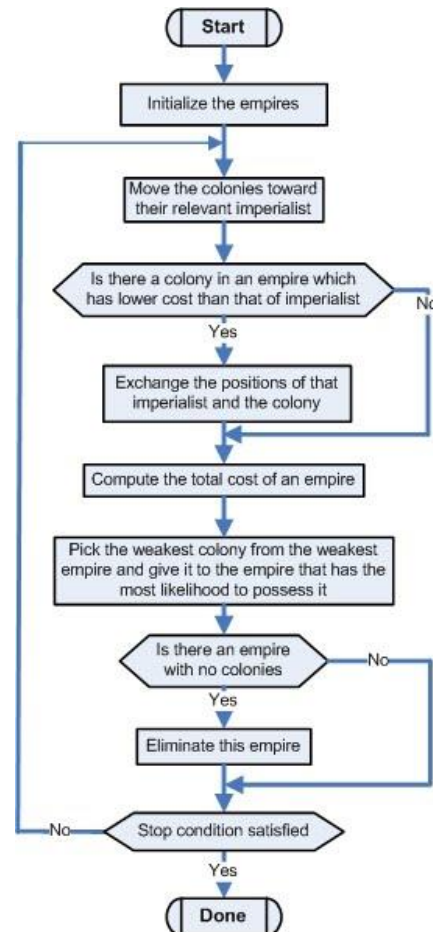 Start
Initialize the empires
Move the colonies toward
their relevant imperialist
Is there a colony in an empire which
has lower cost than that of imperialist
No
Yes
Exchange the positions of that
imperialist and the colony
Compute the total cost of an empire
Pick the weakest colony from the weakest
empire and give it to the empire that has the
most likelihood to possess it
Is there an empire
with no colonies
No
Yes
Eliminate this empire
Stop condition satisfied
No
Yes
Done